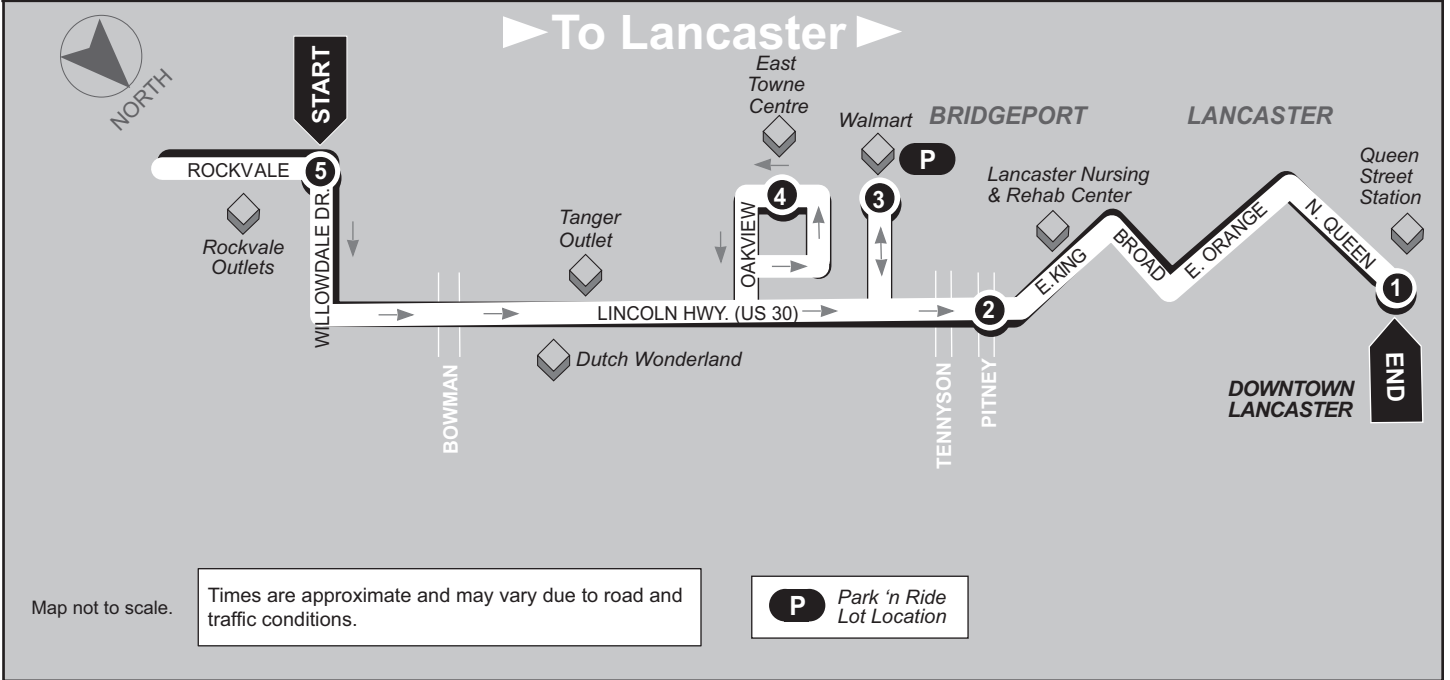 To Lancaster
NORTH
START
East
Towne
Centre
Walmart
P
BRIDGEPORT
LANCASTER
Queen
Street
Station
Lancaster Nursing
& Rehab Center
ROCKVALE
5
WILLOWDALE DR.
Rockvale
Outlets
Tanger
Outlet
OAKVIEW
4
3
E.KING
BROAD
E. ORANGE
N. QUEEN
1
LINCOLN HWY. (US 30)
2
Dutch Wonderland
BOWMAN
TENNYSON
PITNEY
END
DOWNTOWN
LANCASTER
Map not to scale.
Times are approximate and may vary due to road and
traffic conditions.
P
Park ‘n Ride
Lot Location